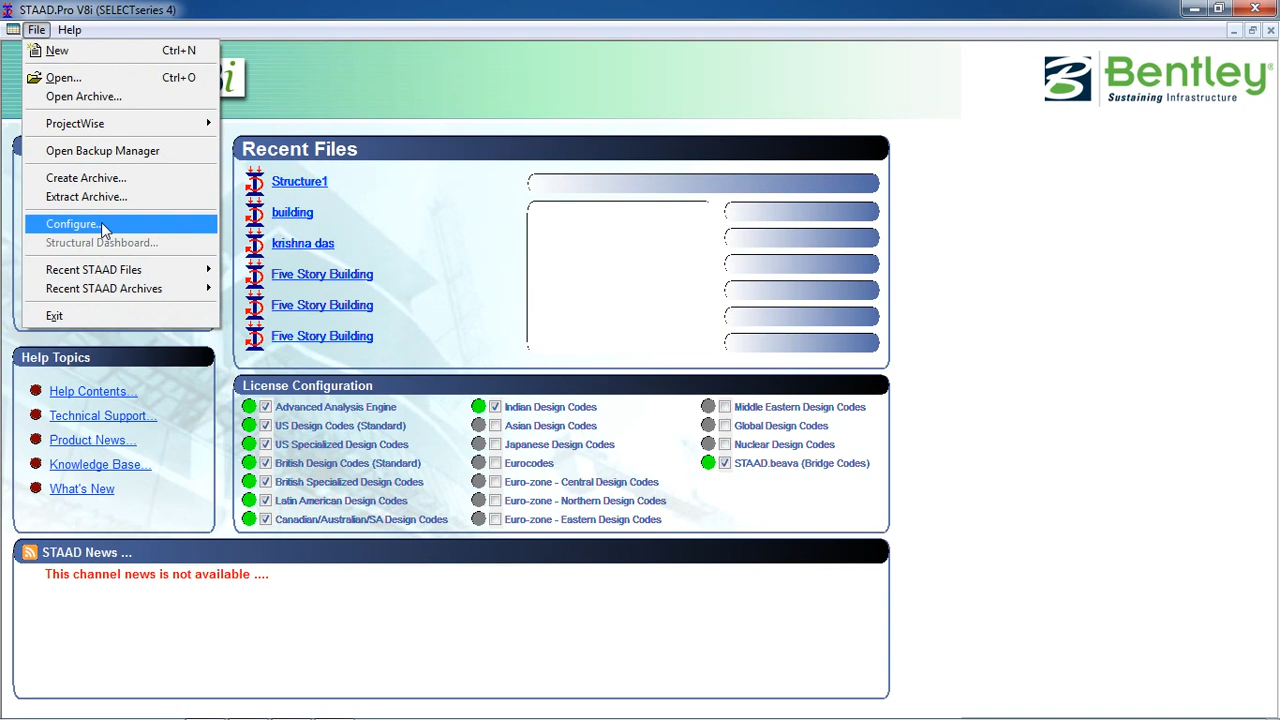 STAAD.Pro V8i (SELECTseries 4)
File Help
New Ctrl+N
Open... Ctrl+O
Open Archive...
ProjectWise
Open Backup Manager
Create Archive...
Extract Archive...
Configure...
Structural Dashboard...
Recent STAAD Files
Recent STAAD Archives
Exit
i
Bentley
Sustaining Infrastructure
Recent Files
Structure1
building
krishna das
Five Story Building
Five Story Building
Five Story Building
Help Topics
Help Contents...
Technical Support...
Product News...
Knowledge Base...
What's New
License Configuration
Advanced Analysis Engine
US Design Codes (Standard)
US Specialized Design Codes
British Design Codes (Standard)
British Specialized Design Codes
Latin American Design Codes
Canadian/Australian/SA Design Codes
Indian Design Codes
Asian Design Codes
Japanese Design Codes
Eurocodes
Euro-zone - Central Design Codes
Euro-zone - Northern Design Codes
Euro-zone - Eastern Design Codes
Middle Eastern Design Codes
Global Design Codes
Nuclear Design Codes
STAAD.beava (Bridge Codes)
STAAD News ...
This channel news is not available ....